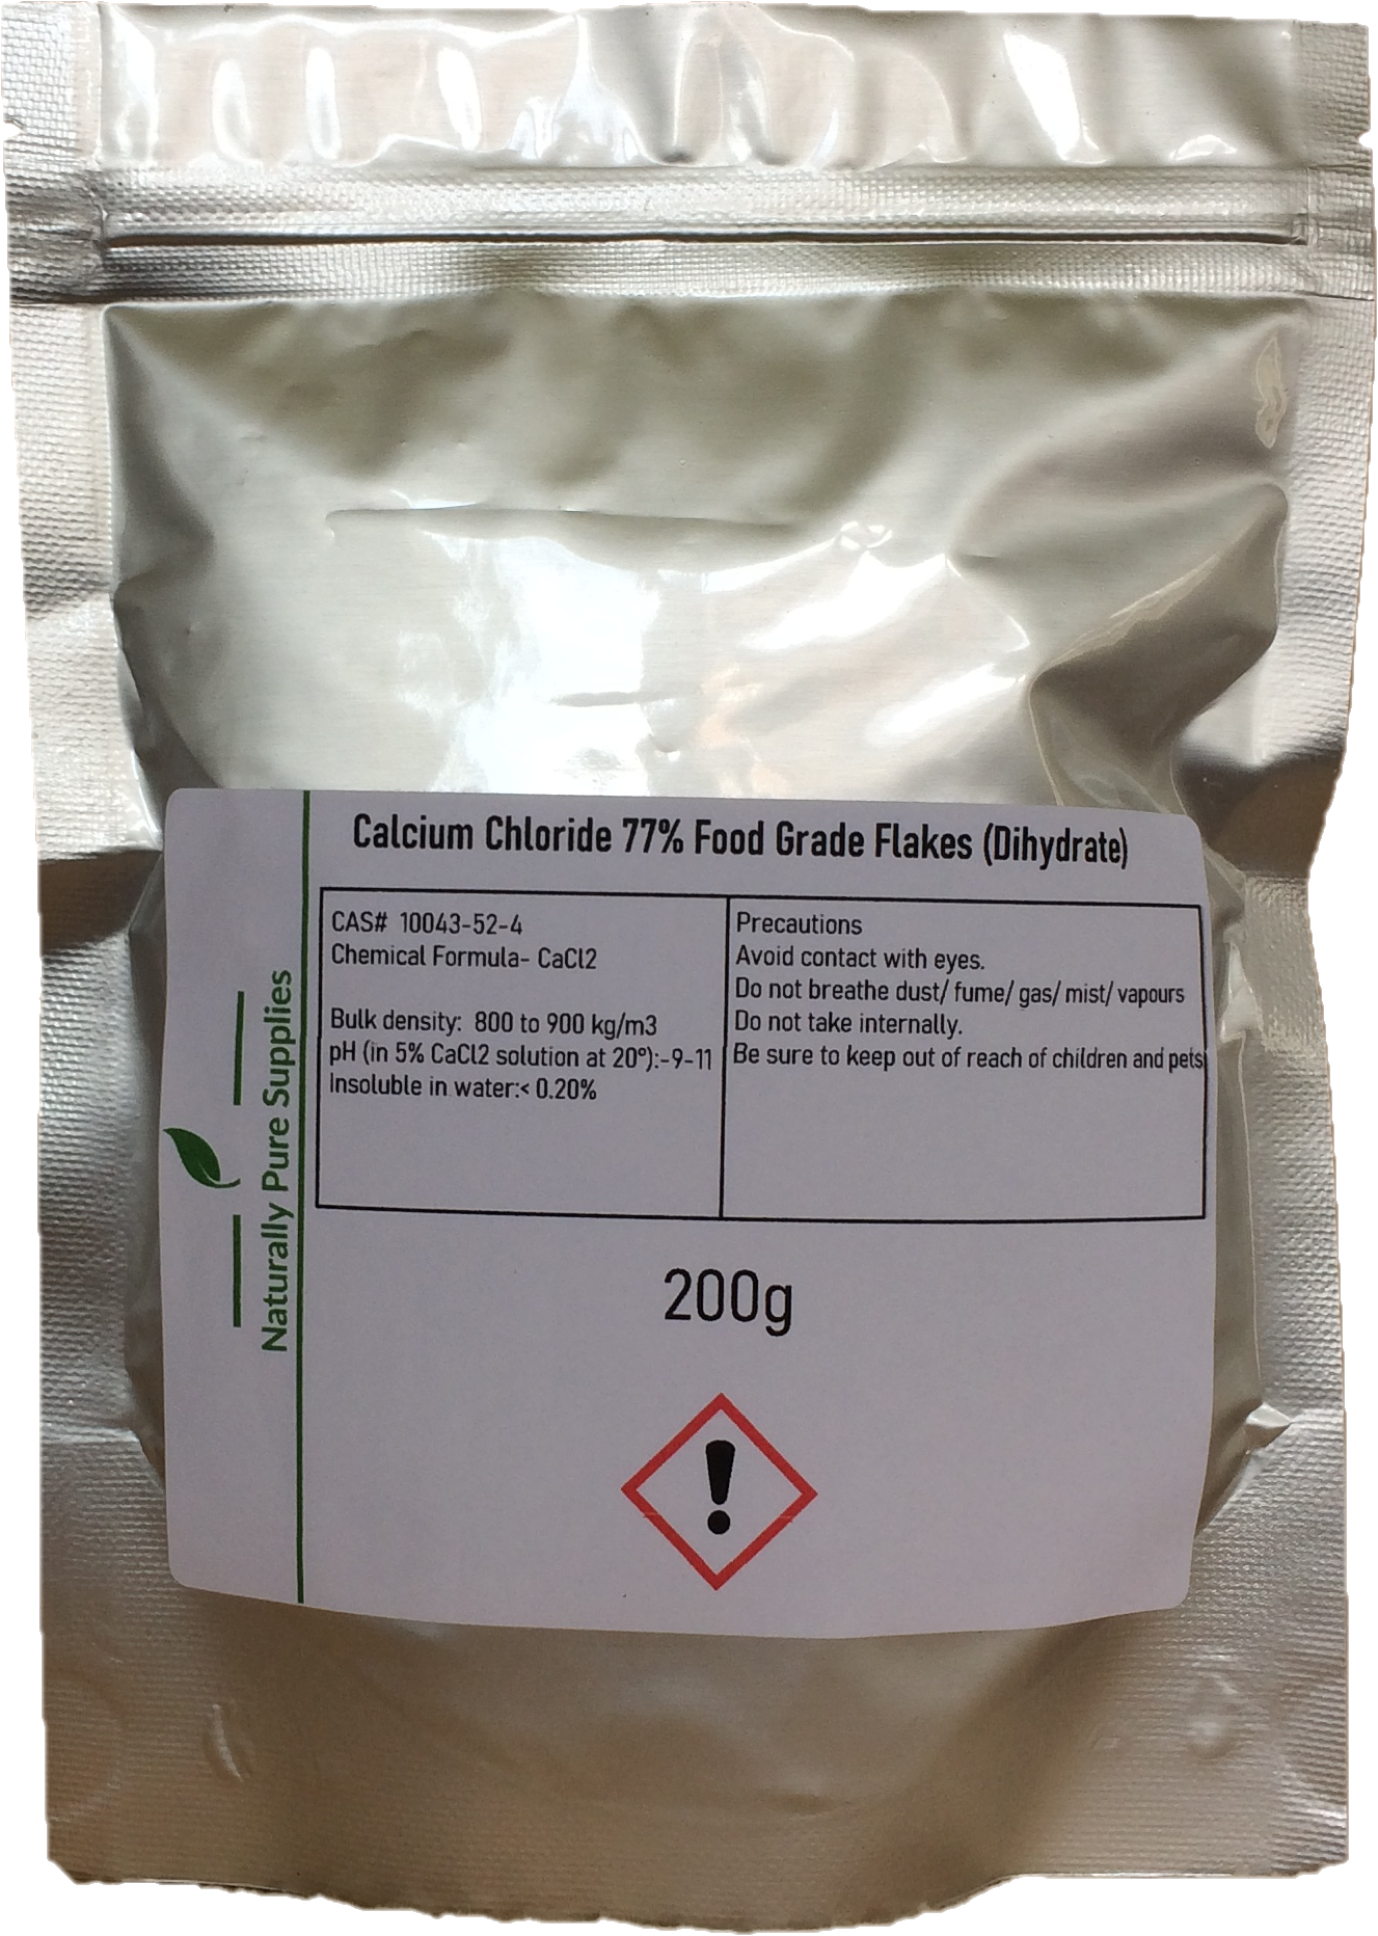 Calcium Chloride 77% Food Grade Flakes (Dihydrate)
CAS# 10043-52-4
Chemical Formula- CaCl2
Bulk density: 800 to 900 kg/m3
pH (in 5% CaCl2 solution at 20°):-9-11
Insoluble in water:< 0.20%
Precautions
Avoid contact with eyes.
Do not breathe dust/ fume/ gas/ mist/ vapours
Do not take internally.
Be sure to keep out of reach of children and pets
Naturally Pure Supplies
200g